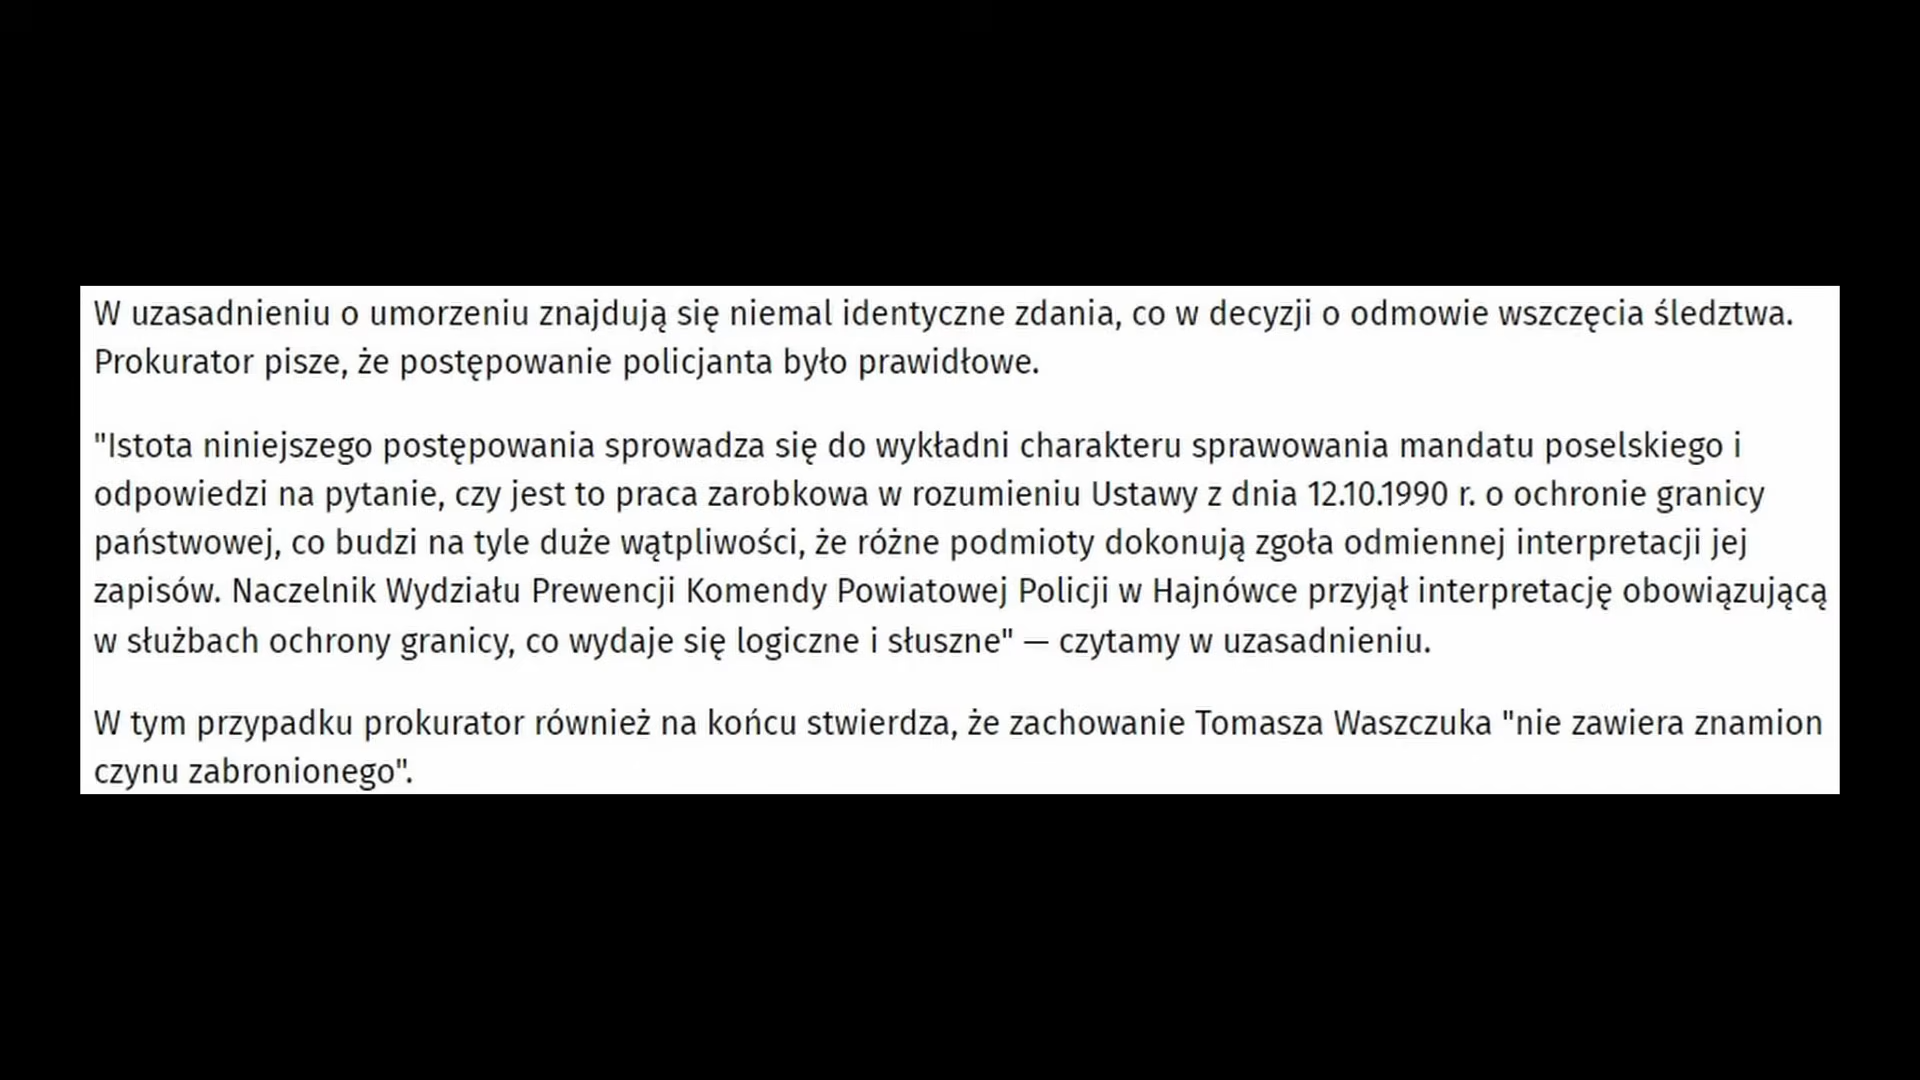 W uzasadnieniu o umorzeniu znajdują się niemal identyczne zdania, co w decyzji o odmowie wszczęcia śledztwa.
Prokurator pisze, że postępowanie policjanta było prawidłowe.
"Istota niniejszego postępowania sprowadza się do wykładni charakteru sprawowania mandatu poselskiego i
odpowiedzi na pytanie, czy jest to praca zarobkowa w rozumieniu Ustawy z dnia 12.10.1990 r. o ochronie granicy
państwowej, co budzi na tyle duże wątpliwości, że różne podmioty dokonują zgoła odmiennej interpretacji jej
zapisów. Naczelnik Wydziału Prewencji Komendy Powiatowej Policji w Hajnówce przyjął interpretację obowiązującą
w służbach ochrony granicy, co wydaje się logiczne i słuszne" — czytamy w uzasadnieniu.
W tym przypadku prokurator również na końcu stwierdza, że zachowanie Tomasza Waszczuka "nie zawiera znamion
czynu zabronionego".